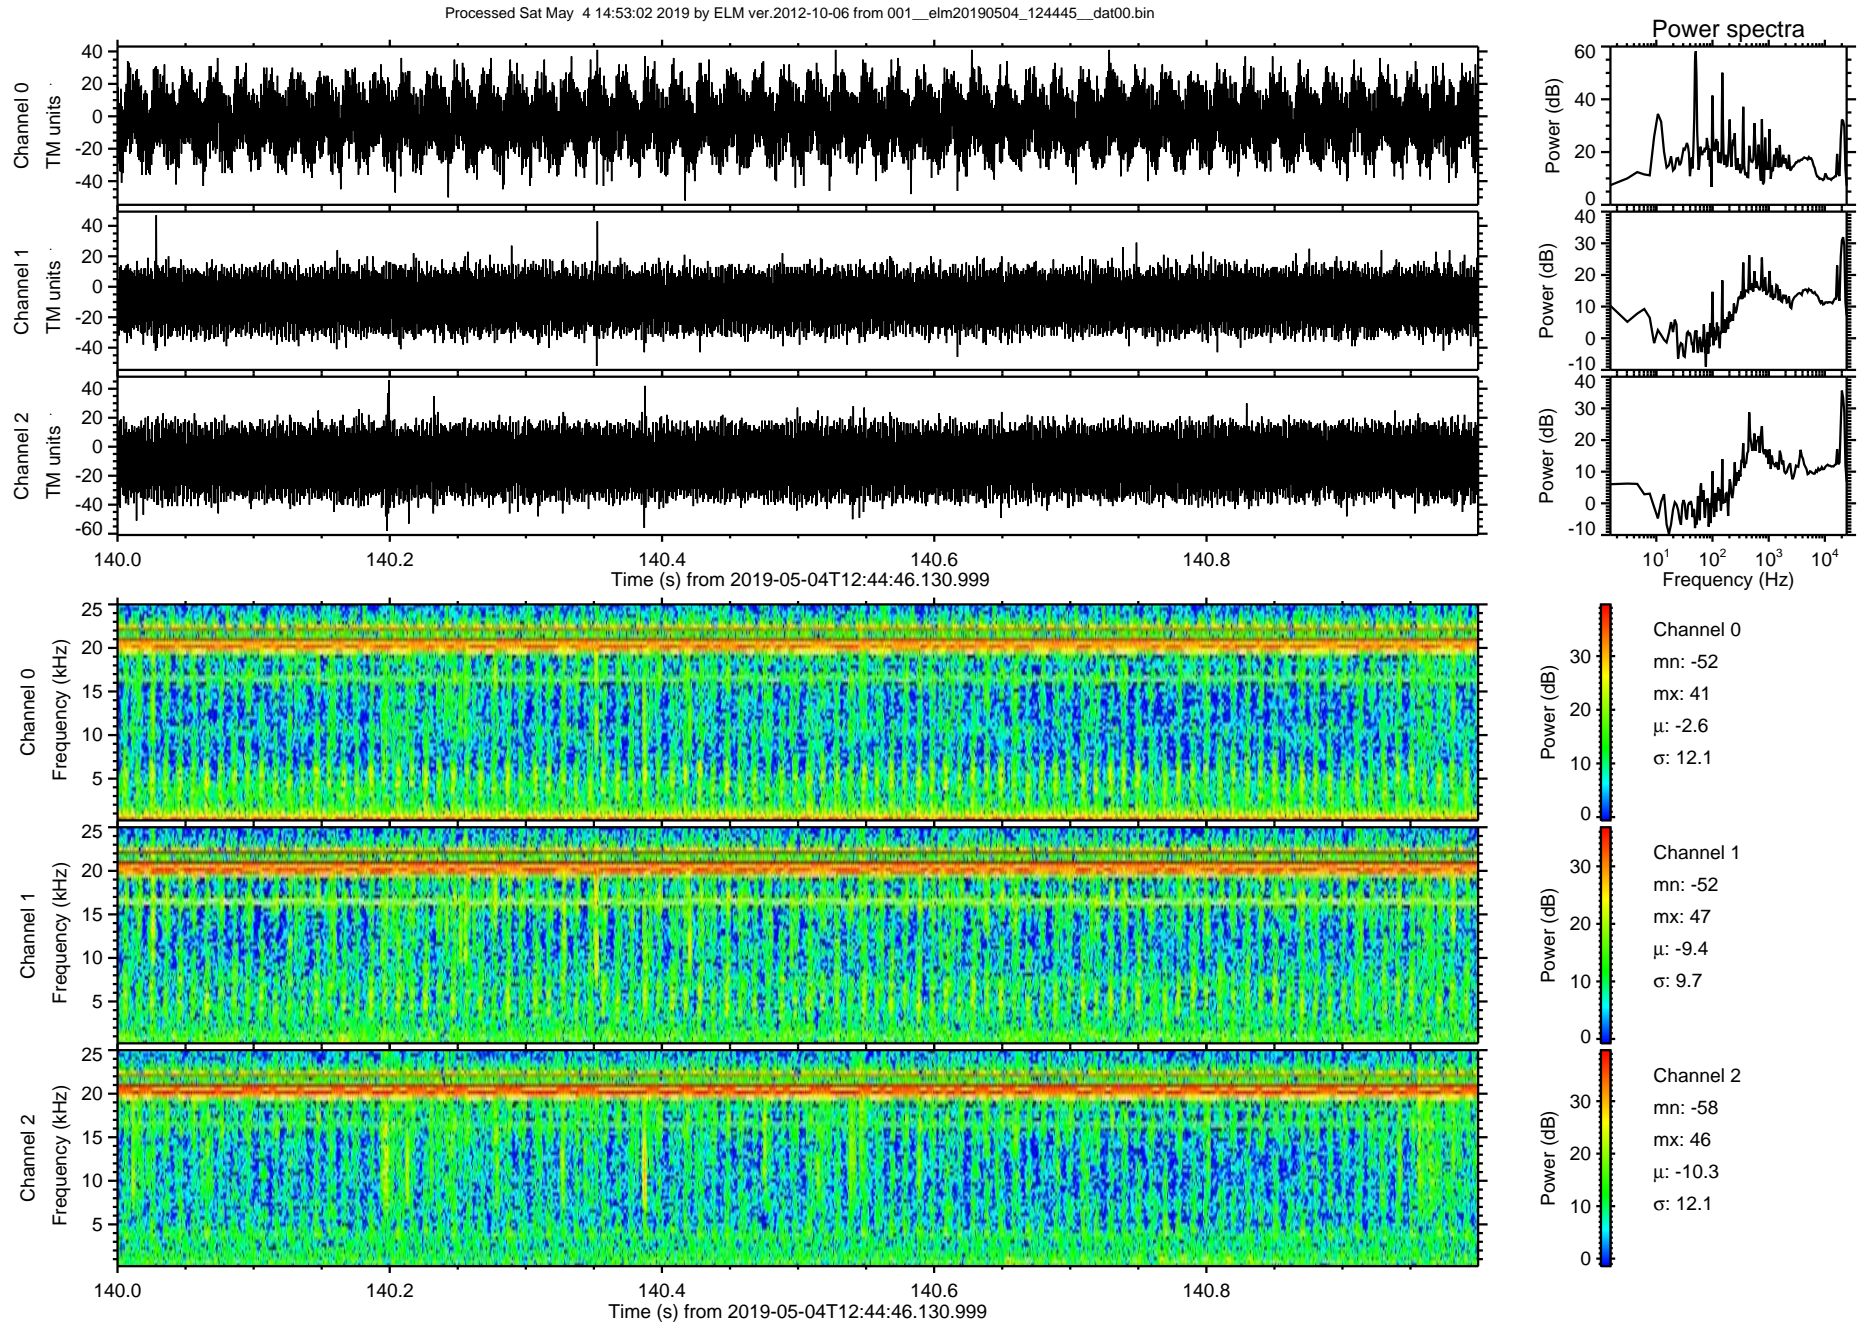 Processed Sat May  4 14:53:02 2019 by ELM ver.2012-10-06 from 001__elm20190504_124445__dat00.bin
Power spectra
Channel 0
TM units
40
20
0
-20
-40
Power (dB)
60
40
20
0
Channel 1
TM units
40
20
0
-20
-40
Power (dB)
40
30
20
10
0
-10
Channel 2
TM units
40
20
0
-20
-40
-60
Power (dB)
40
30
20
10
0
-10
140.0 140.2 140.4 140.6 140.8
Time (s) from 2019-05-04T12:44:46.130.999
10¹ 10² 10³ 10⁴
Frequency (Hz)
Channel 0
Frequency (kHz)
25
20
15
10
5
Power (dB)
30
20
10
0
Channel 0
mn: -52
mx: 41
μ: -2.6
σ: 12.1
Channel 1
Frequency (kHz)
25
20
15
10
5
Power (dB)
30
20
10
0
Channel 1
mn: -52
mx: 47
μ: -9.4
σ: 9.7
Channel 2
Frequency (kHz)
25
20
15
10
5
Power (dB)
30
20
10
0
Channel 2
mn: -58
mx: 46
μ: -10.3
σ: 12.1
140.0 140.2 140.4 140.6 140.8
Time (s) from 2019-05-04T12:44:46.130.999